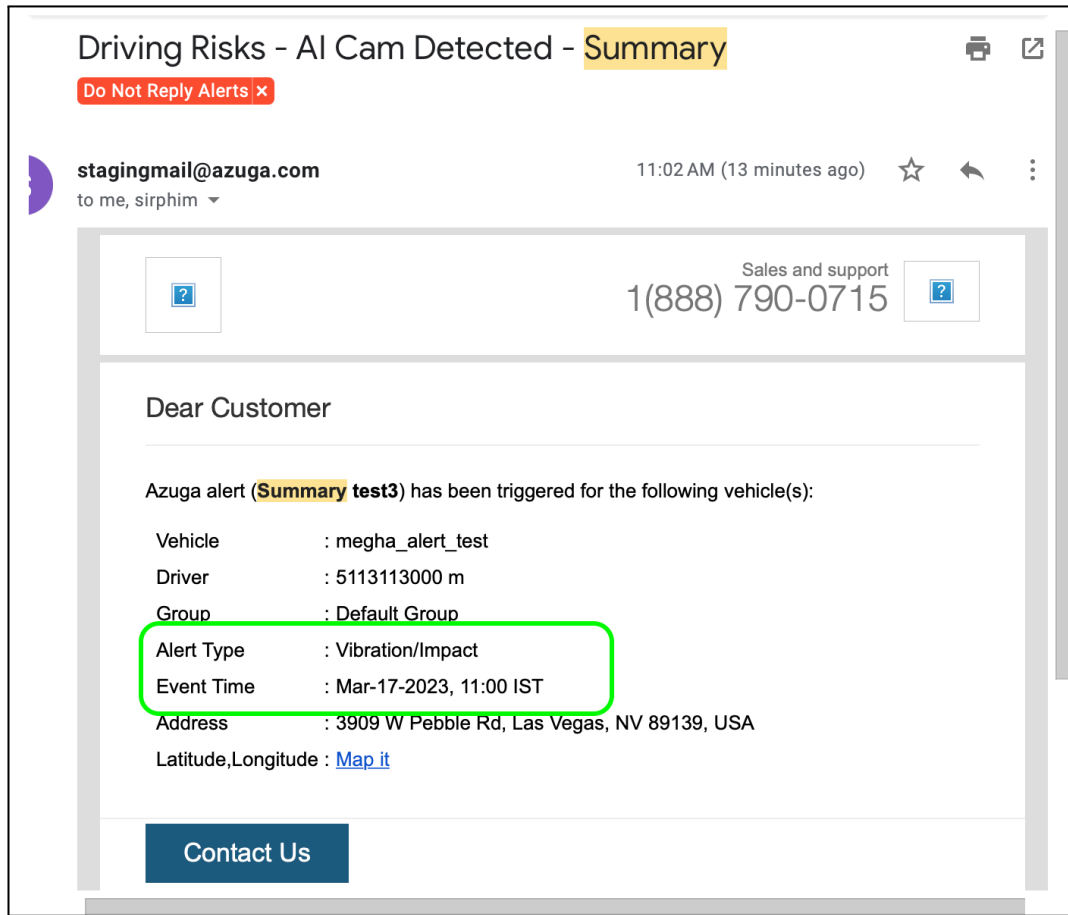 Driving Risks - AI Cam Detected - Summary
Do Not Reply Alerts ×
stagingmail@azuga.com
11:02 AM (13 minutes ago)
to me, sirphim
Sales and support
1(888) 790-0715
Dear Customer
Azuga alert (Summary test3) has been triggered for the following vehicle(s):
Vehicle : megha_alert_test
Driver : 5113113000 m
Group : Default Group
Alert Type : Vibration/Impact
Event Time : Mar-17-2023, 11:00 IST
Address : 3909 W Pebble Rd, Las Vegas, NV 89139, USA
Latitude,Longitude : Map it
Contact Us